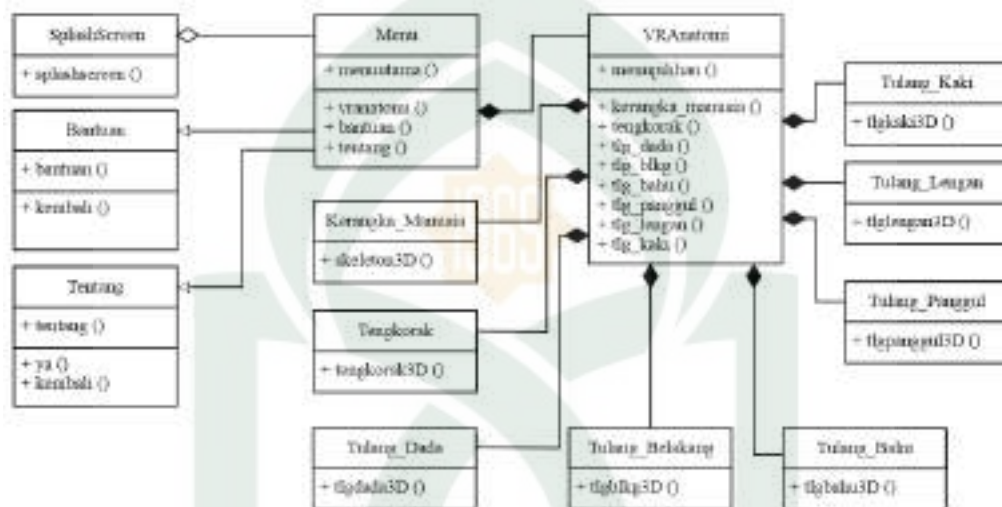 SplashScreen
+ splashscreen ()
Bantuan
+ bantuan ()
+ kembali ()
Tentang
+ tentang ()
+ ya ()
+ kembali ()
Menu
+ menuutama ()
+ vranatomi ()
+ bantuan ()
+ tentang ()
Kerangka_Manusia
+ skeleton3D ()
Tengkorak
+ tengkorak3D ()
Tulang_Dada
+ tlgdada3D ()
VRAnatomi
+ menupilihan ()
+ kerangka_manusia ()
+ tengkorak ()
+ tlg_dada ()
+ tlg_blkg ()
+ tlg_bahu ()
+ tlg_panggul ()
+ tlg_lengan ()
+ tlg_kaki ()
Tulang_Belakang
+ tlgblkg3D ()
Tulang_Bahu
+ tlgbahu3D ()
Tulang_Kaki
+ tlgkaki3D ()
Tulang_Lengan
+ tlglengan3D ()
Tulang_Panggul
+ tlgpanggul3D ()